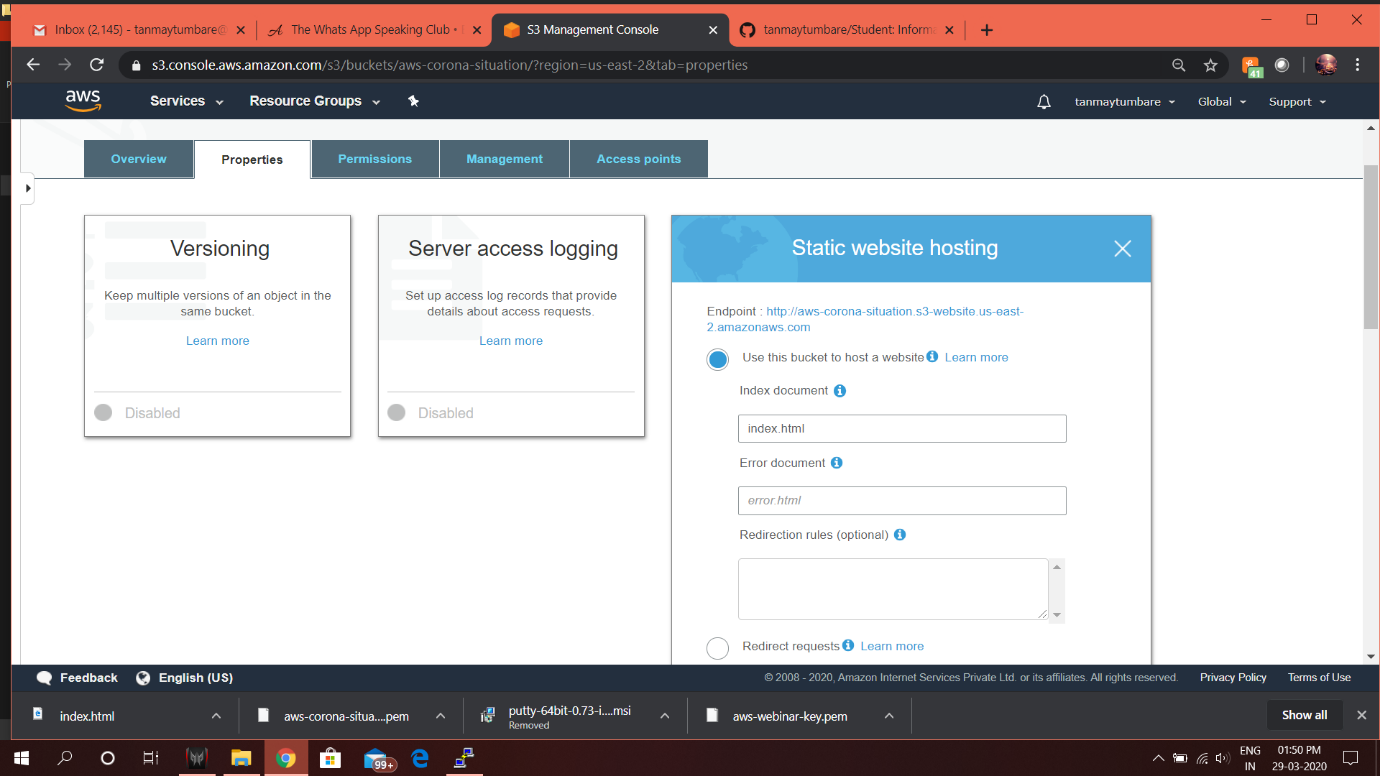 Inbox (2,145) - tanmaytumbare@
The Whats App Speaking Club •
S3 Management Console
tanmaytumbare/Student: Inform
s3.console.aws.amazon.com/s3/buckets/aws-corona-situation/?region=us-east-2&tab=properties
41
aws
Services
Resource Groups
tanmaytumbare
Global
Support
Overview
Properties
Permissions
Management
Access points
Versioning
Keep multiple versions of an object in the
same bucket.
Learn more
Disabled
Server access logging
Set up access log records that provide
details about access requests.
Learn more
Disabled
Static website hosting
Endpoint : http://aws-corona-situation.s3-website.us-east-
2.amazonaws.com
Use this bucket to host a website Learn more
Index document
index.html
Error document
error.html
Redirection rules (optional)
Redirect requests Learn more
Feedback
English (US)
© 2008 - 2020, Amazon Internet Services Private Ltd. or its affiliates. All rights reserved.
Privacy Policy
Terms of Use
index.html
aws-corona-situa....pem
putty-64bit-0.73-i....msi
Removed
aws-webinar-key.pem
Show all
99+
ENG
IN
01:50 PM
29-03-2020